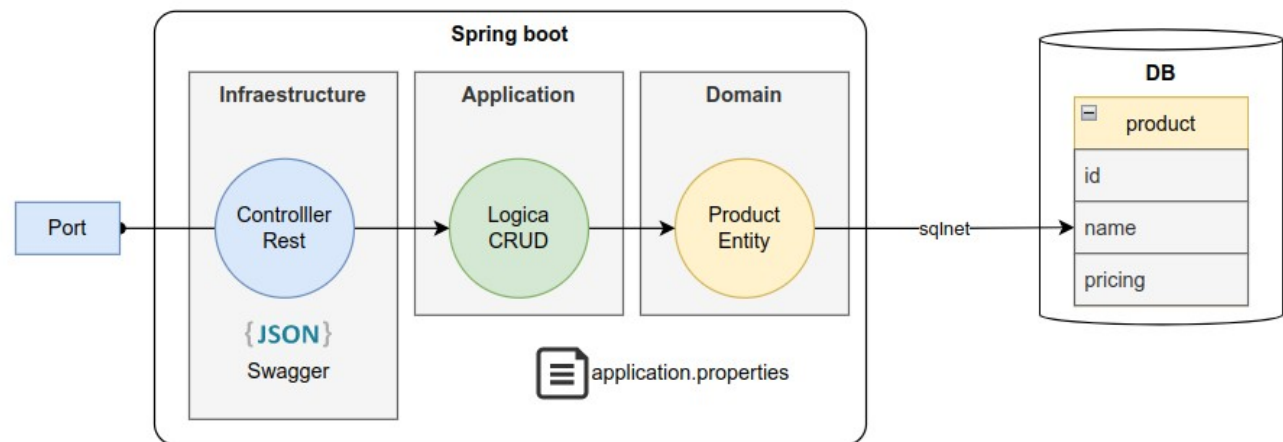 Spring boot
Infraestructure
Application
Domain
DB
product
id
name
pricing
Port
Controlller
Rest
Logica
CRUD
Product
Entity
sqlnet
{JSON}
Swagger
application.properties